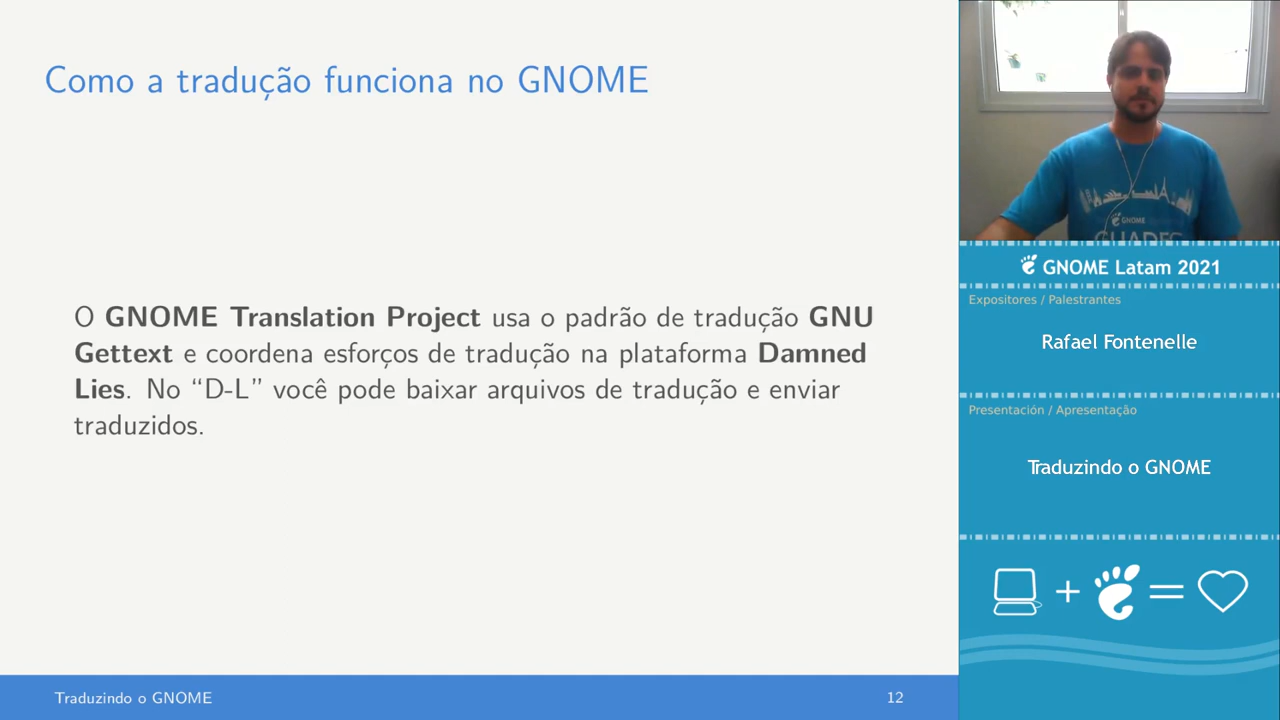 Como a tradução funciona no GNOME
O GNOME Translation Project usa o padrão de tradução GNU
Gettext e coordena esforços de tradução na plataforma Damned
Lies. No “D-L” você pode baixar arquivos de tradução e enviar
traduzidos.
Traduzindo o GNOME
12
GNOME
GUADEC
GNOME Latam 2021
Expositores / Palestrantes
Rafael Fontenelle
Presentación / Apresentação
Traduzindo o GNOME
+
=